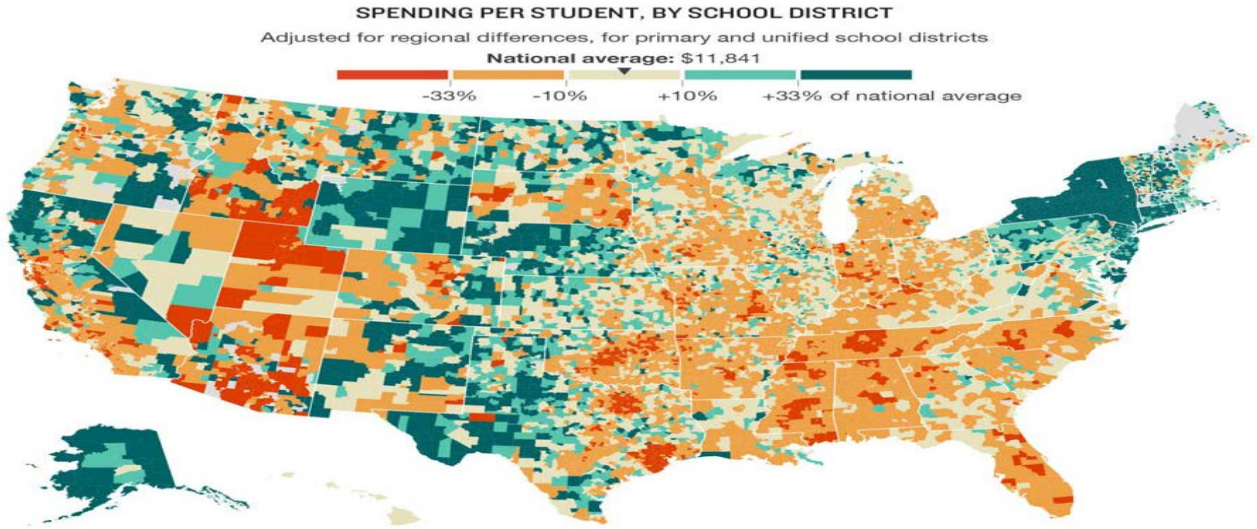 SPENDING PER STUDENT, BY SCHOOL DISTRICT
Adjusted for regional differences, for primary and unified school districts
National average: $11,841
-33% -10% +10% +33% of national average